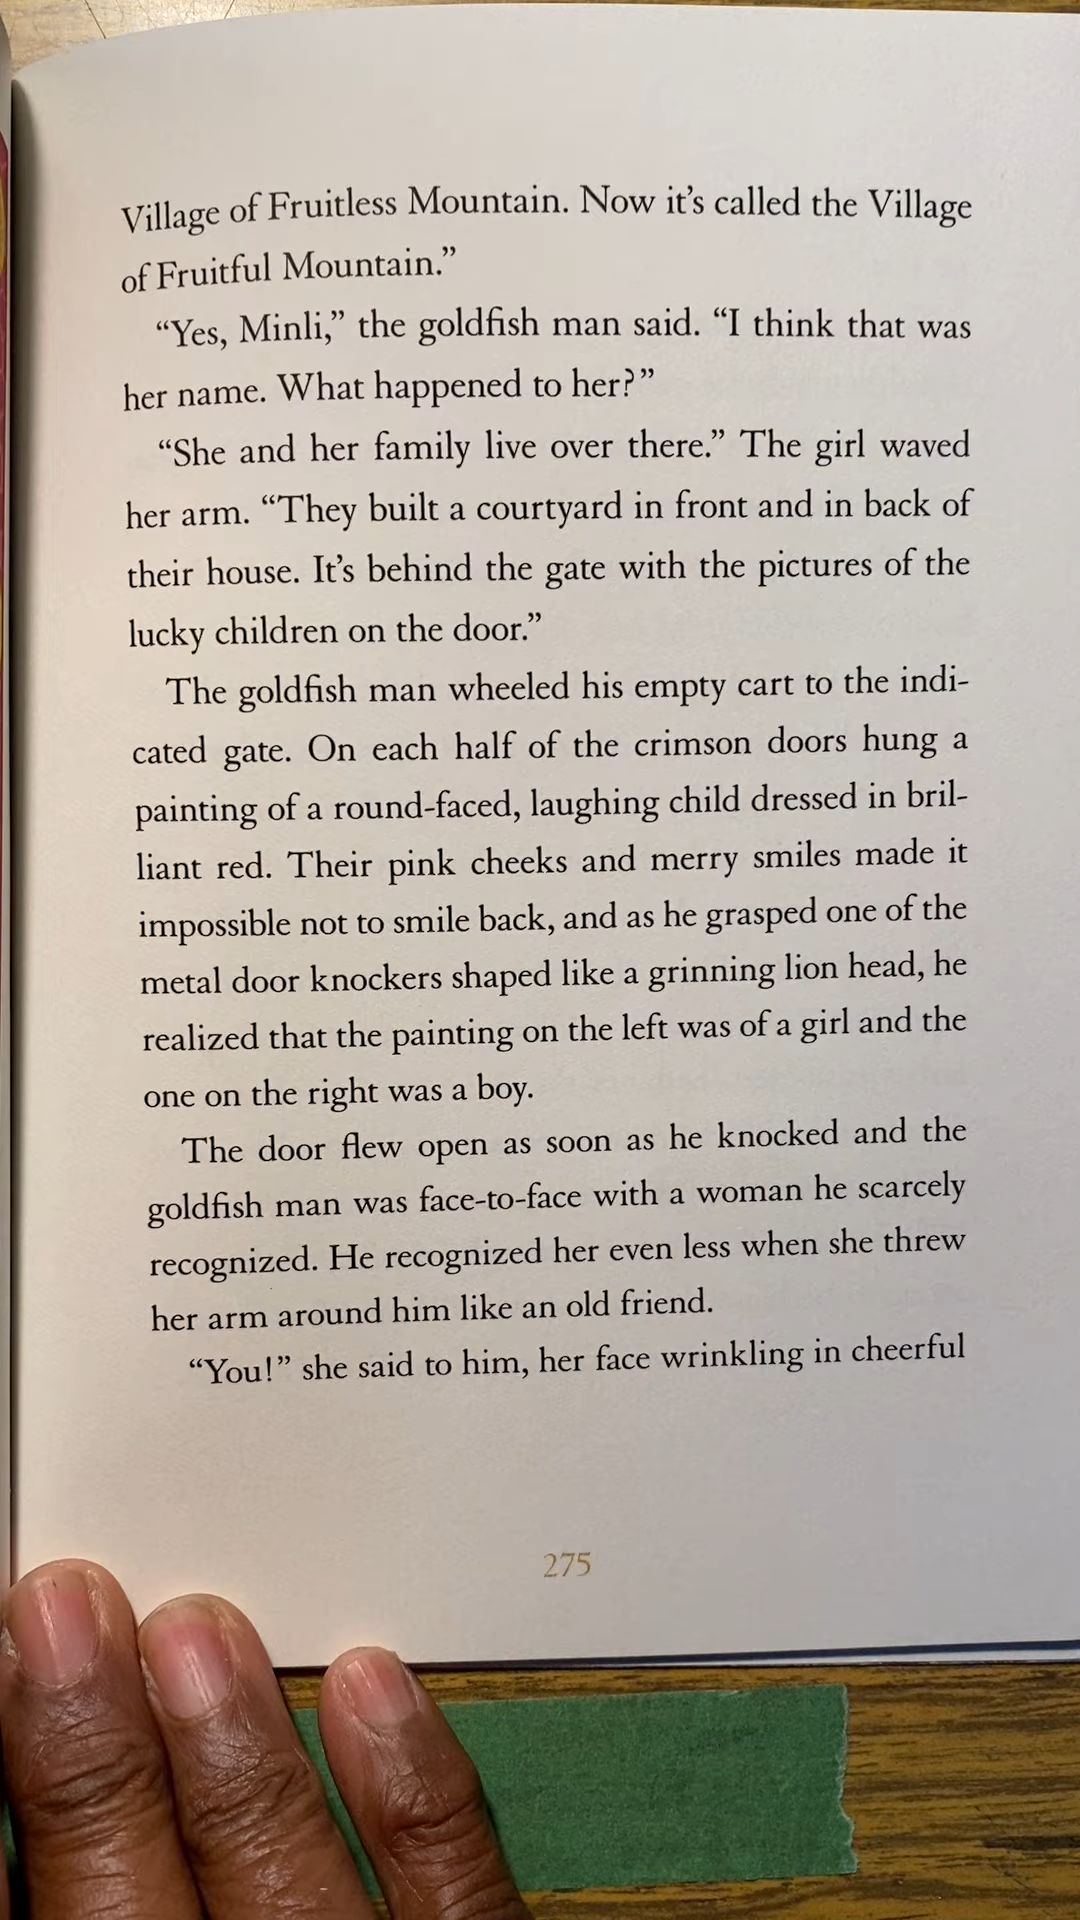 Village of Fruitless Mountain. Now it’s called the Village
of Fruitful Mountain.”
“Yes, Minli,” the goldfish man said. “I think that was
her name. What happened to her?”
“She and her family live over there.” The girl waved
her arm. “They built a courtyard in front and in back of
their house. It’s behind the gate with the pictures of the
lucky children on the door.”
The goldfish man wheeled his empty cart to the indi-
cated gate. On each half of the crimson doors hung a
painting of a round-faced, laughing child dressed in bril-
liant red. Their pink cheeks and merry smiles made it
impossible not to smile back, and as he grasped one of the
metal door knockers shaped like a grinning lion head, he
realized that the painting on the left was of a girl and the
one on the right was a boy.
The door flew open as soon as he knocked and the
goldfish man was face-to-face with a woman he scarcely
recognized. He recognized her even less when she threw
her arm around him like an old friend.
“You!” she said to him, her face wrinkling in cheerful
275